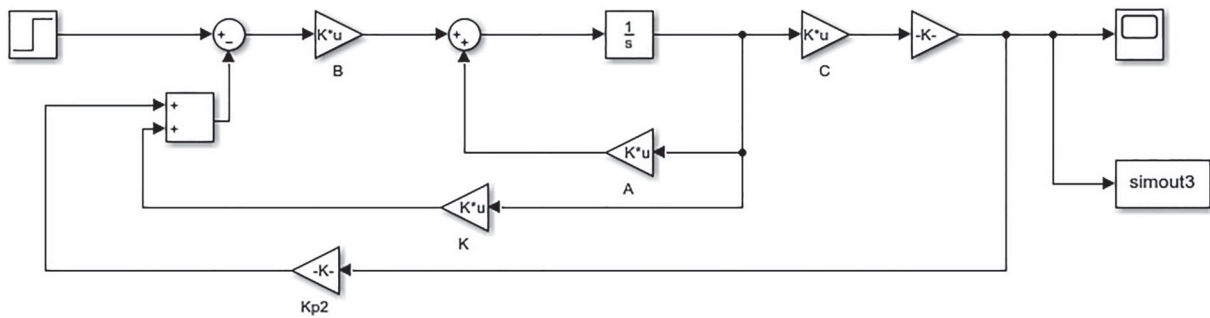 +
−
K*u
B
+
+
1
s
K*u
C
-K-
+
+
K*u
A
simout3
K*u
K
-K-
Kp2